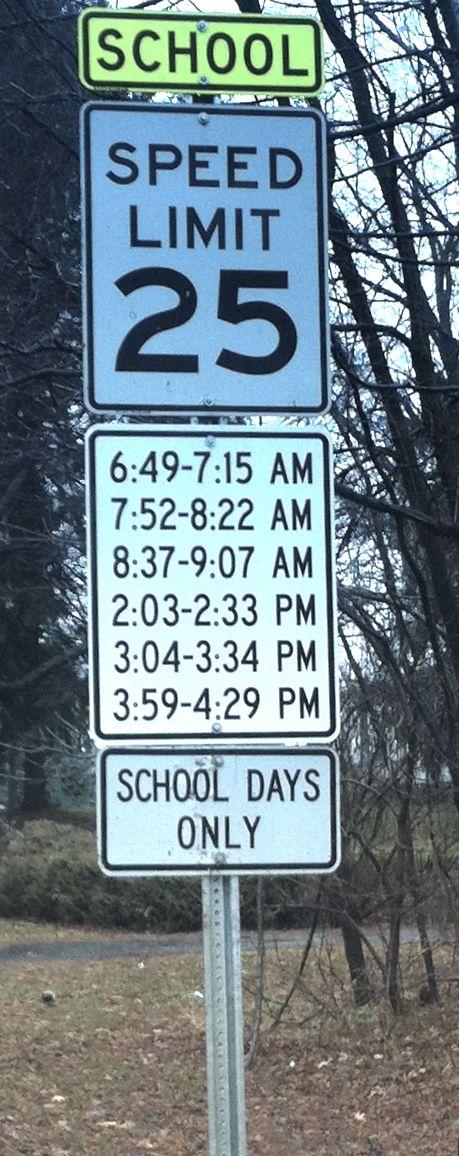 SCHOOL
SPEED
LIMIT
25
6:49-7:15 AM
7:52-8:22 AM
8:37-9:07 AM
2:03-2:33 PM
3:04-3:34 PM
3:59-4:29 PM
SCHOOL DAYS
ONLY